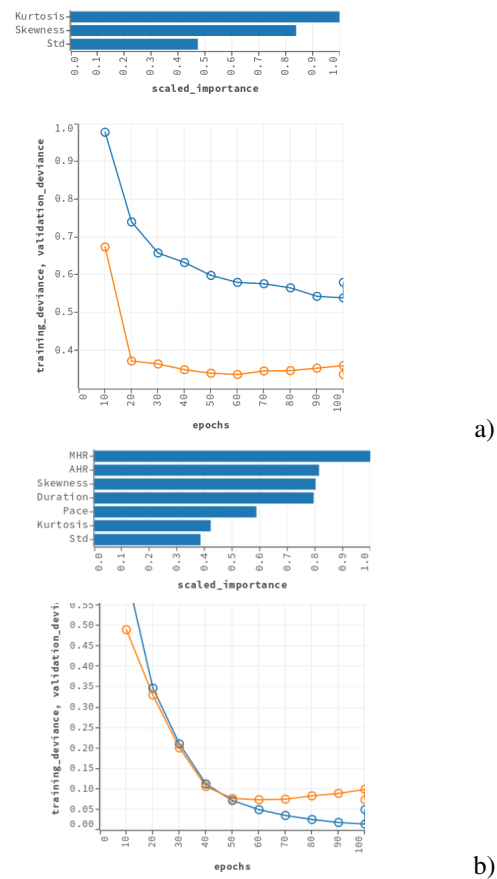 Kurtosis
Skewness
Std
0.0 0.1 0.2 0.3 0.4 0.5 0.6 0.7 0.8 0.9 1.0
scaled_importance
training_deviance, validation_deviance
1.0
0.9
0.8
0.7
0.6
0.5
0.4
0 10 20 30 40 50 60 70 80 90 100
epochs
a)
MHR
AHR
Skewness
Duration
Pace
Kurtosis
Std
0.0 0.1 0.2 0.3 0.4 0.5 0.6 0.7 0.8 0.9 1.0
scaled_importance
training_deviance, validation_devi
0.55
0.50
0.45
0.40
0.35
0.30
0.25
0.20
0.15
0.10
0.05
0.00
0 10 20 30 40 50 60 70 80 90 100
epochs
b)